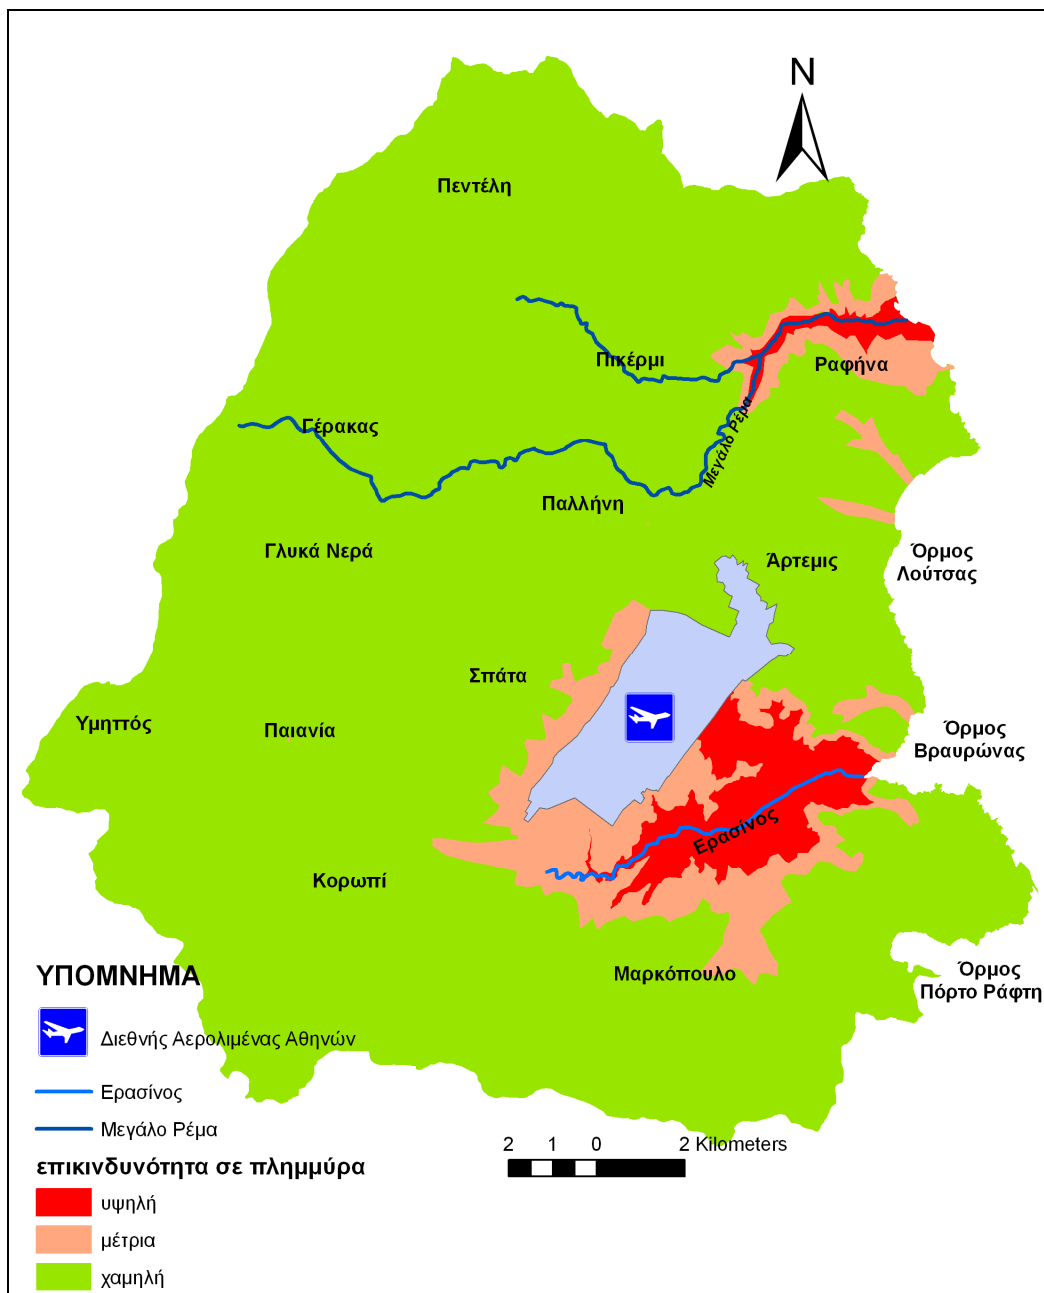 N
Πεντέλη
Πικέρμι
Ραφήνα
Μεγάλο Ρέρα
Γέρακας
Παλλήνη
Γλυκά Νερά
Άρτεμις
Όρμος
Λούτσας
Σπάτα
Υμηττός
Παιανία
Όρμος
Βραυρώνας
Ερασίνος
Κορωπί
Μαρκόπουλο
Όρμος
Πόρτο Ράφτη
ΥΠΟΜΝΗΜΑ
Διεθνής Αερολιμένας Αθηνών
Ερασίνος
Μεγάλο Ρέμα
2 1 0 2 Kilometers
επικινδυνότητα σε πλημμύρα
υψηλή
μέτρια
χαμηλή